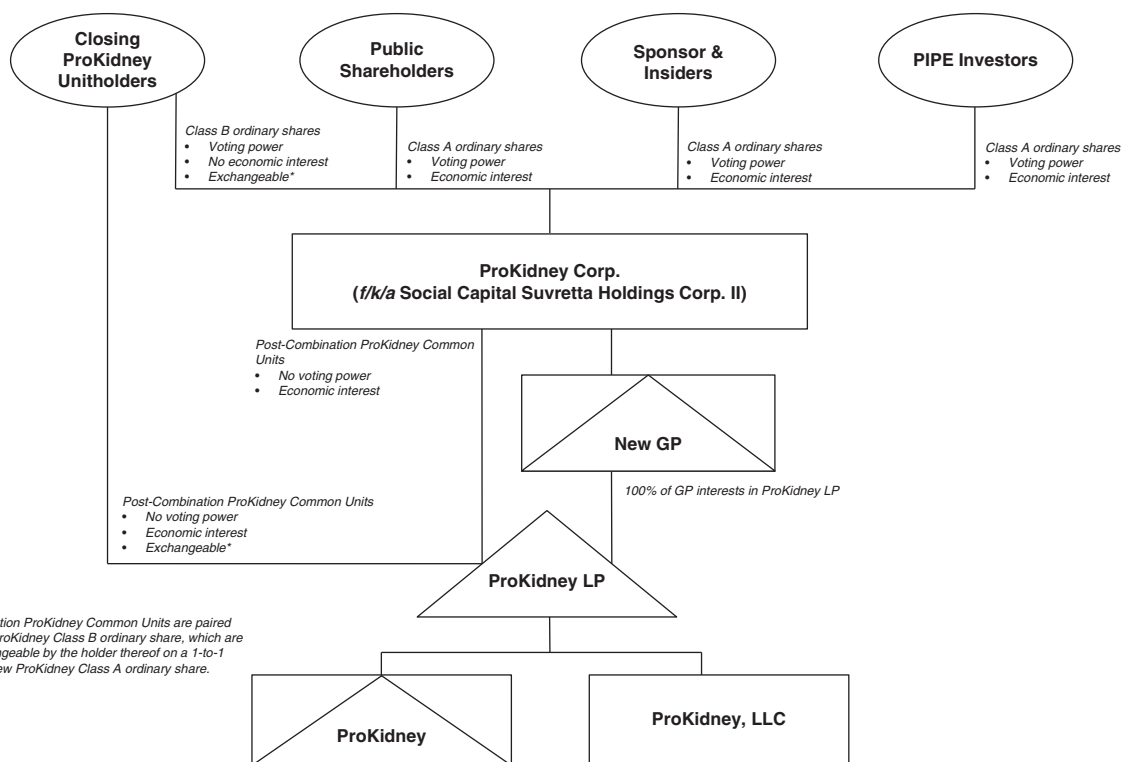 Closing
ProKidney
Unitholders
Public
Shareholders
Sponsor &
Insiders
PIPE Investors
Class B ordinary shares
• Voting power
• No economic interest
• Exchangeable*
Class A ordinary shares
• Voting power
• Economic interest
Class A ordinary shares
• Voting power
• Economic interest
Class A ordinary shares
• Voting power
• Economic interest
ProKidney Corp.
(f/k/a Social Capital Suvretta Holdings Corp. II)
Post-Combination ProKidney Common
Units
• No voting power
• Economic interest
New GP
100% of GP interests in ProKidney LP
Post-Combination ProKidney Common Units
• No voting power
• Economic interest
• Exchangeable*
ProKidney LP
ProKidney Common Units are paired
Class B ordinary share, which are
by the holder thereof on a 1-to-1
ProKidney Class A ordinary share.
ProKidney
ProKidney, LLC